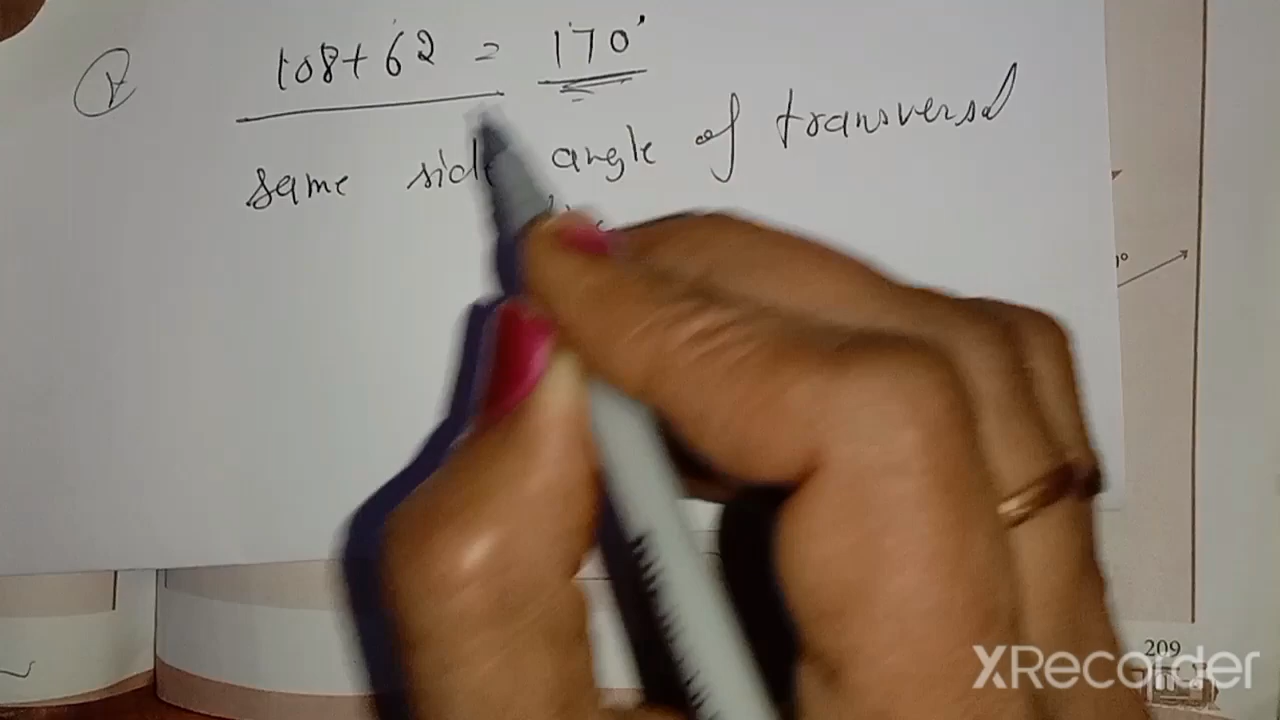 108+62 = 170°
same side angle of transversal
209
XRecorder